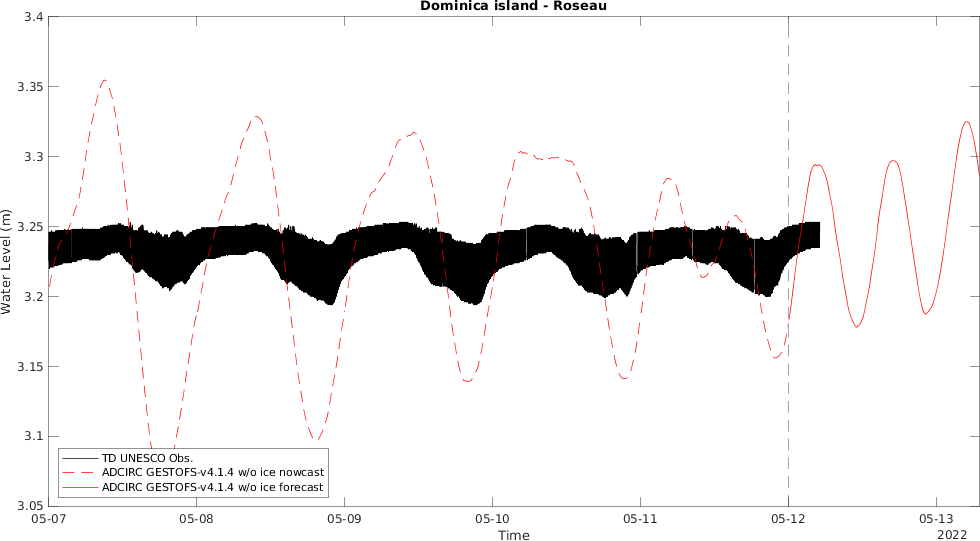 Dominica island - Roseau
3.4
3.35
3.3
3.25
3.2
3.15
3.1
3.05
Water Level (m)
TD UNESCO Obs.
ADCIRC GESTOFS-v4.1.4 w/o ice nowcast
ADCIRC GESTOFS-v4.1.4 w/o ice forecast
05-07 05-08 05-09 05-10 05-11 05-12 05-13
Time
2022